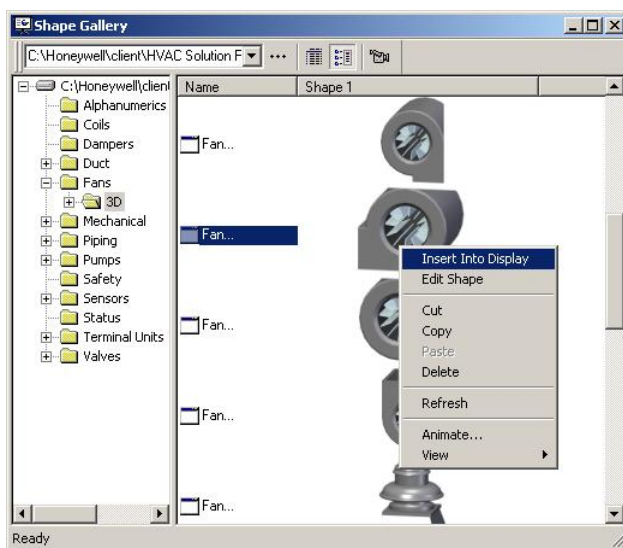 Shape Gallery
C:\Honeywell\client\HVAC Solution F
C:\Honeywell\client
Name
Shape 1
Alphanumerics
Coils
Dampers
Duct
Fans
3D
Mechanical
Piping
Pumps
Safety
Sensors
Status
Terminal Units
Valves
Fan...
Fan...
Fan...
Fan...
Fan...
Insert Into Display
Edit Shape
Cut
Copy
Paste
Delete
Refresh
Animate...
View
Ready